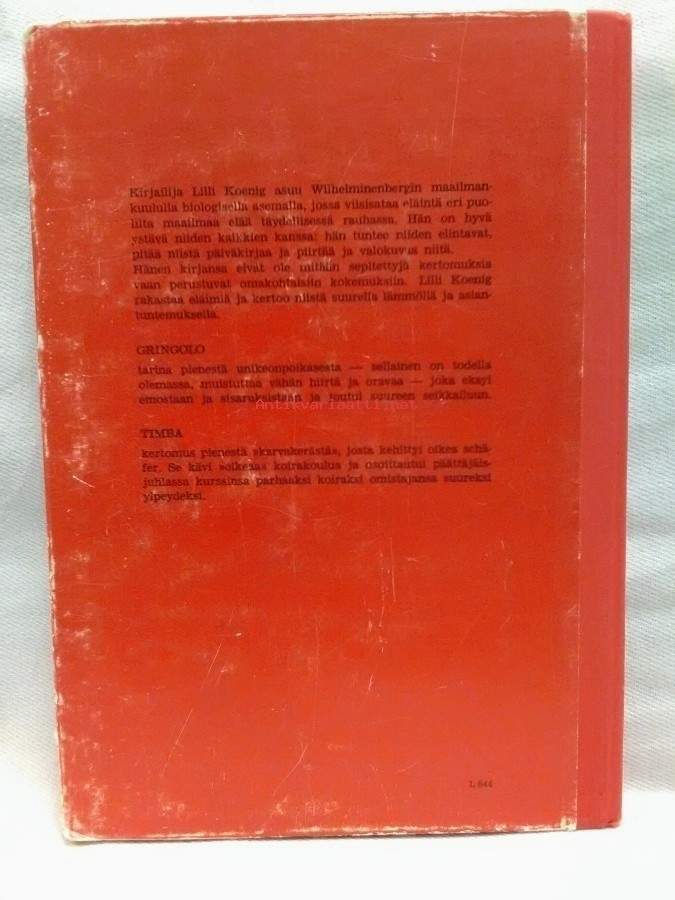 Kirjailija Lilli Koenig asuu Wilhelminenbergin maailman-
kuululla biologisella asemalla, jossa viisisataa eläintä eri puo-
lilta maailmaa elää täydellisessä rauhassa. Hän on hyvä
ystävä niiden kaikkien kanssa: hän tuntee niiden elintavat,
pitää niistä päiväkirjaa ja piirtää ja valokuvaa niitä.
Hänen kirjansa eivät ole mitään sepitettyjä kertomuksia
vaan perustuvat omakohtaisiin kokemuksiin. Lilli Koenig
rakastaa eläimiä ja kertoo niistä suurella lämmöllä ja asian-
tuntemuksella.
GRINGOLO
tarina pienestä unikeonpoikasesta — sellainen on todella
olemassa, muistuttaa vähän hiirtä ja oravaa — joka eksyi
emostaan ja sisaruksistaan ja joutui suureen seikkailuun.
Antikvariaatti.net
TIMBA
kertomus pienestä »karvakerästä», josta kehittyi oikea schä-
fer. Se kävi »oikeaa» koirakoulua ja osoittautui päättäjäis-
juhlassa kurssinsa parhaaksi koiraksi omistajansa suureksi
ylpeydeksi.
L 644